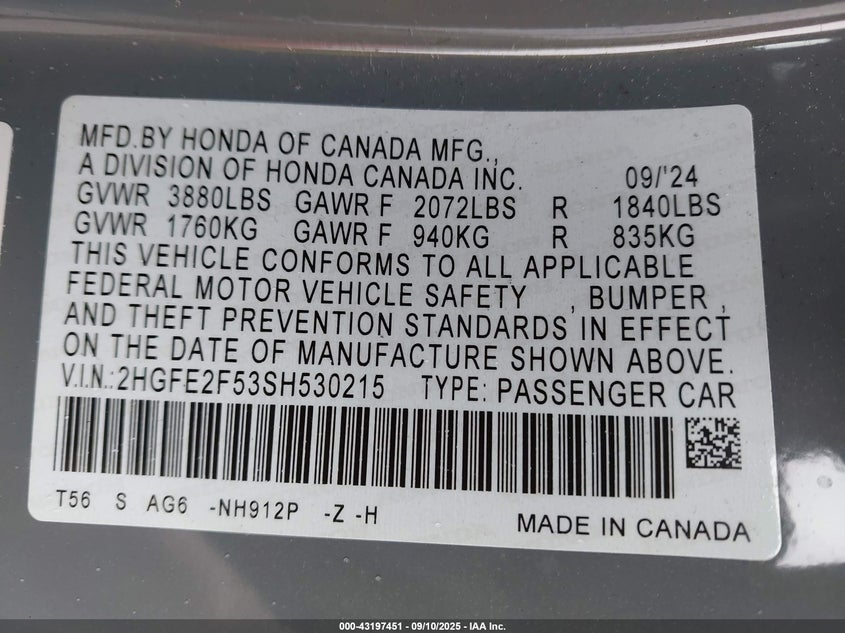 MFD.BY HONDA OF CANADA MFG.,
A DIVISION OF HONDA CANADA INC. 09/'24
GVWR 3880LBS GAWR F 2072LBS R 1840LBS
GVWR 1760KG GAWR F 940KG R 835KG
THIS VEHICLE CONFORMS TO ALL APPLICABLE
FEDERAL MOTOR VEHICLE SAFETY , BUMPER ,
AND THEFT PREVENTION STANDARDS IN EFFECT
ON THE DATE OF MANUFACTURE SHOWN ABOVE.
V.I.N.:2HGFE2F53SH530215 TYPE: PASSENGER CAR
T56 S AG6 -NH912P -Z -H
MADE IN CANADA
000-43197451 - 09/10/2025 - IAA Inc.